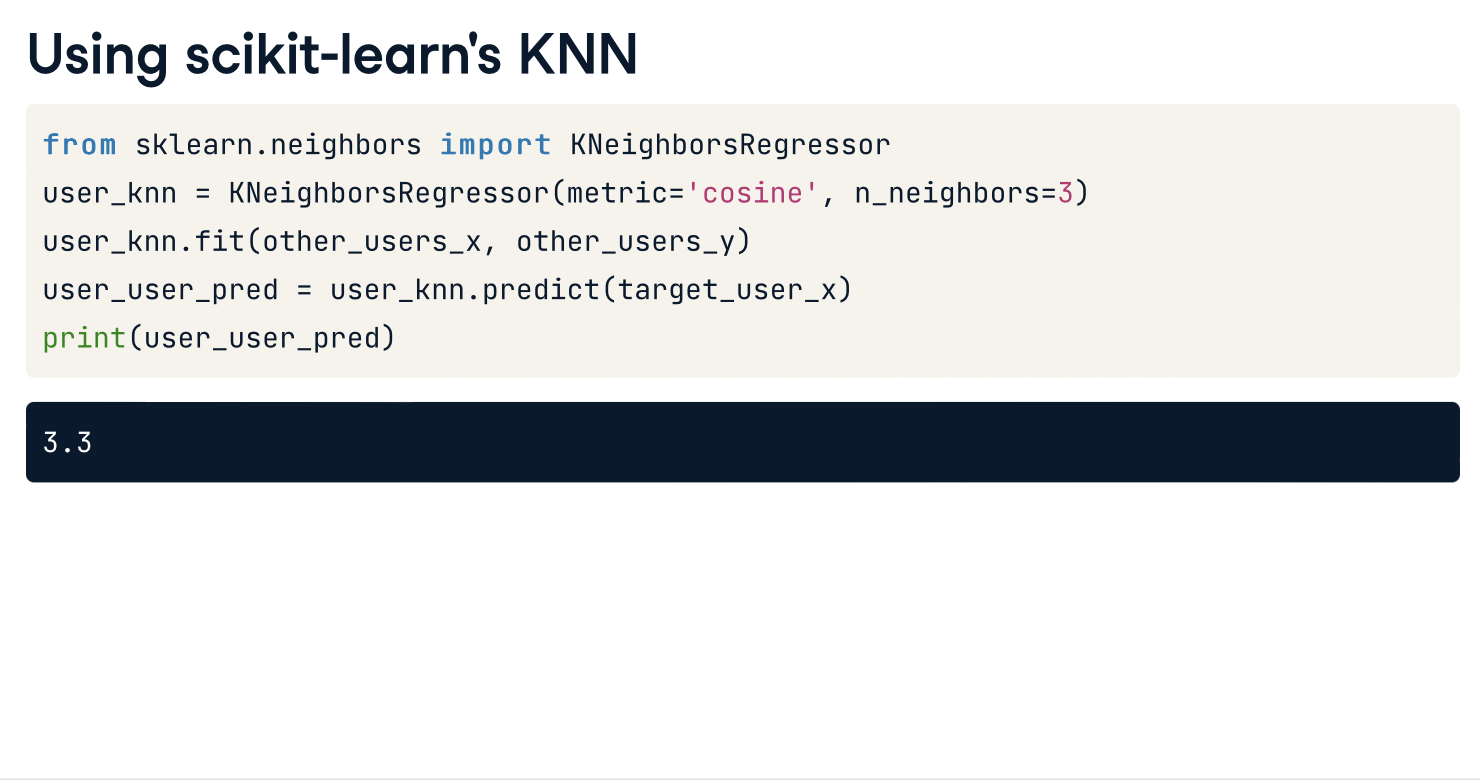 Using scikit-learn's KNN
from sklearn.neighbors import KNeighborsRegressor
user_knn = KNeighborsRegressor(metric='cosine', n_neighbors=3)
user_knn.fit(other_users_x, other_users_y)
user_user_pred = user_knn.predict(target_user_x)
print(user_user_pred)
3.3